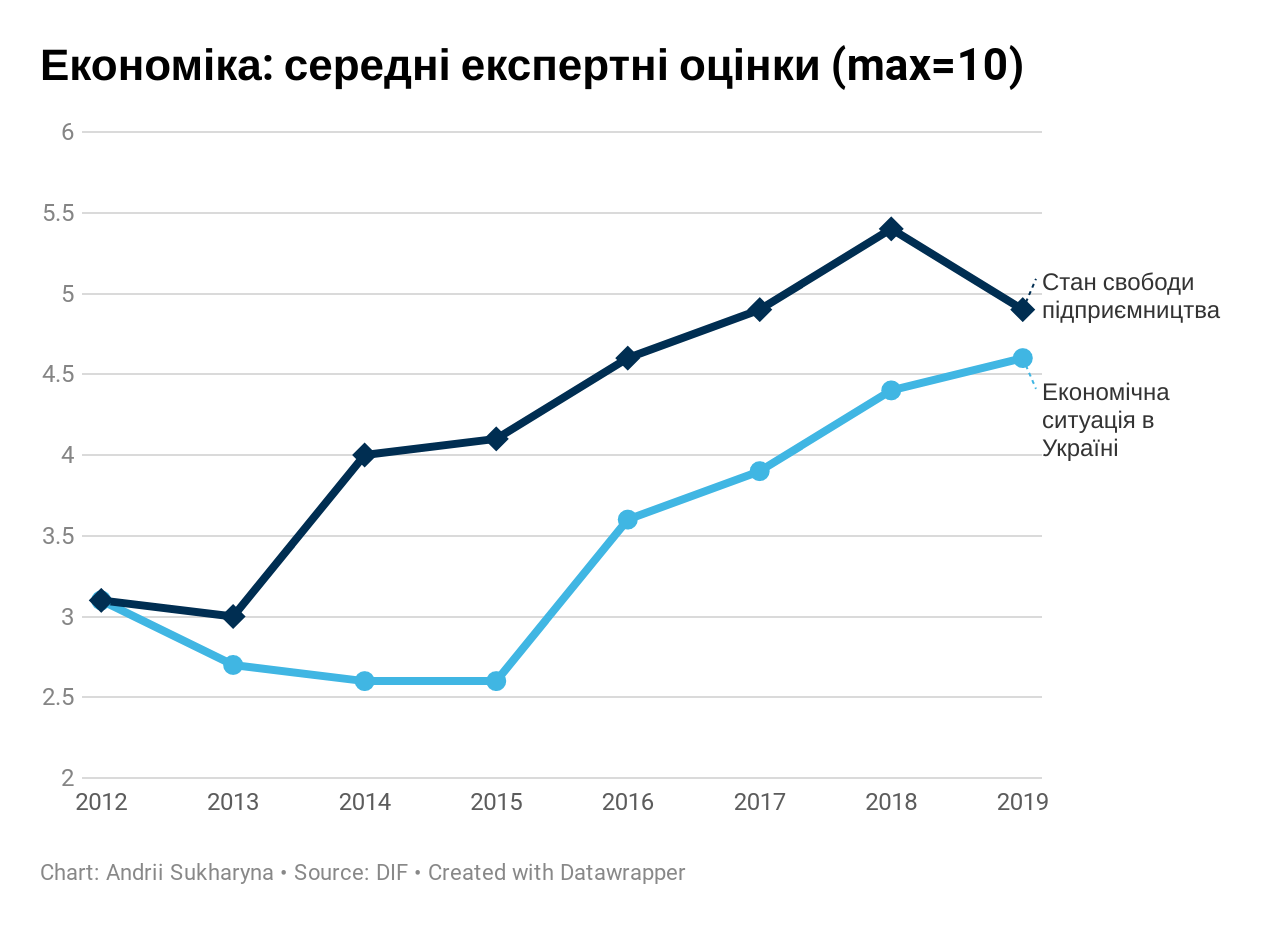 Економіка: середні експертні оцінки (max=10)
6
5.5
5
4.5
4
3.5
3
2.5
2
Стан свободи
підприємництва
Економічна
ситуація в
Україні
2012 2013 2014 2015 2016 2017 2018 2019
Chart: Andrii Sukharyna • Source: DIF • Created with Datawrapper